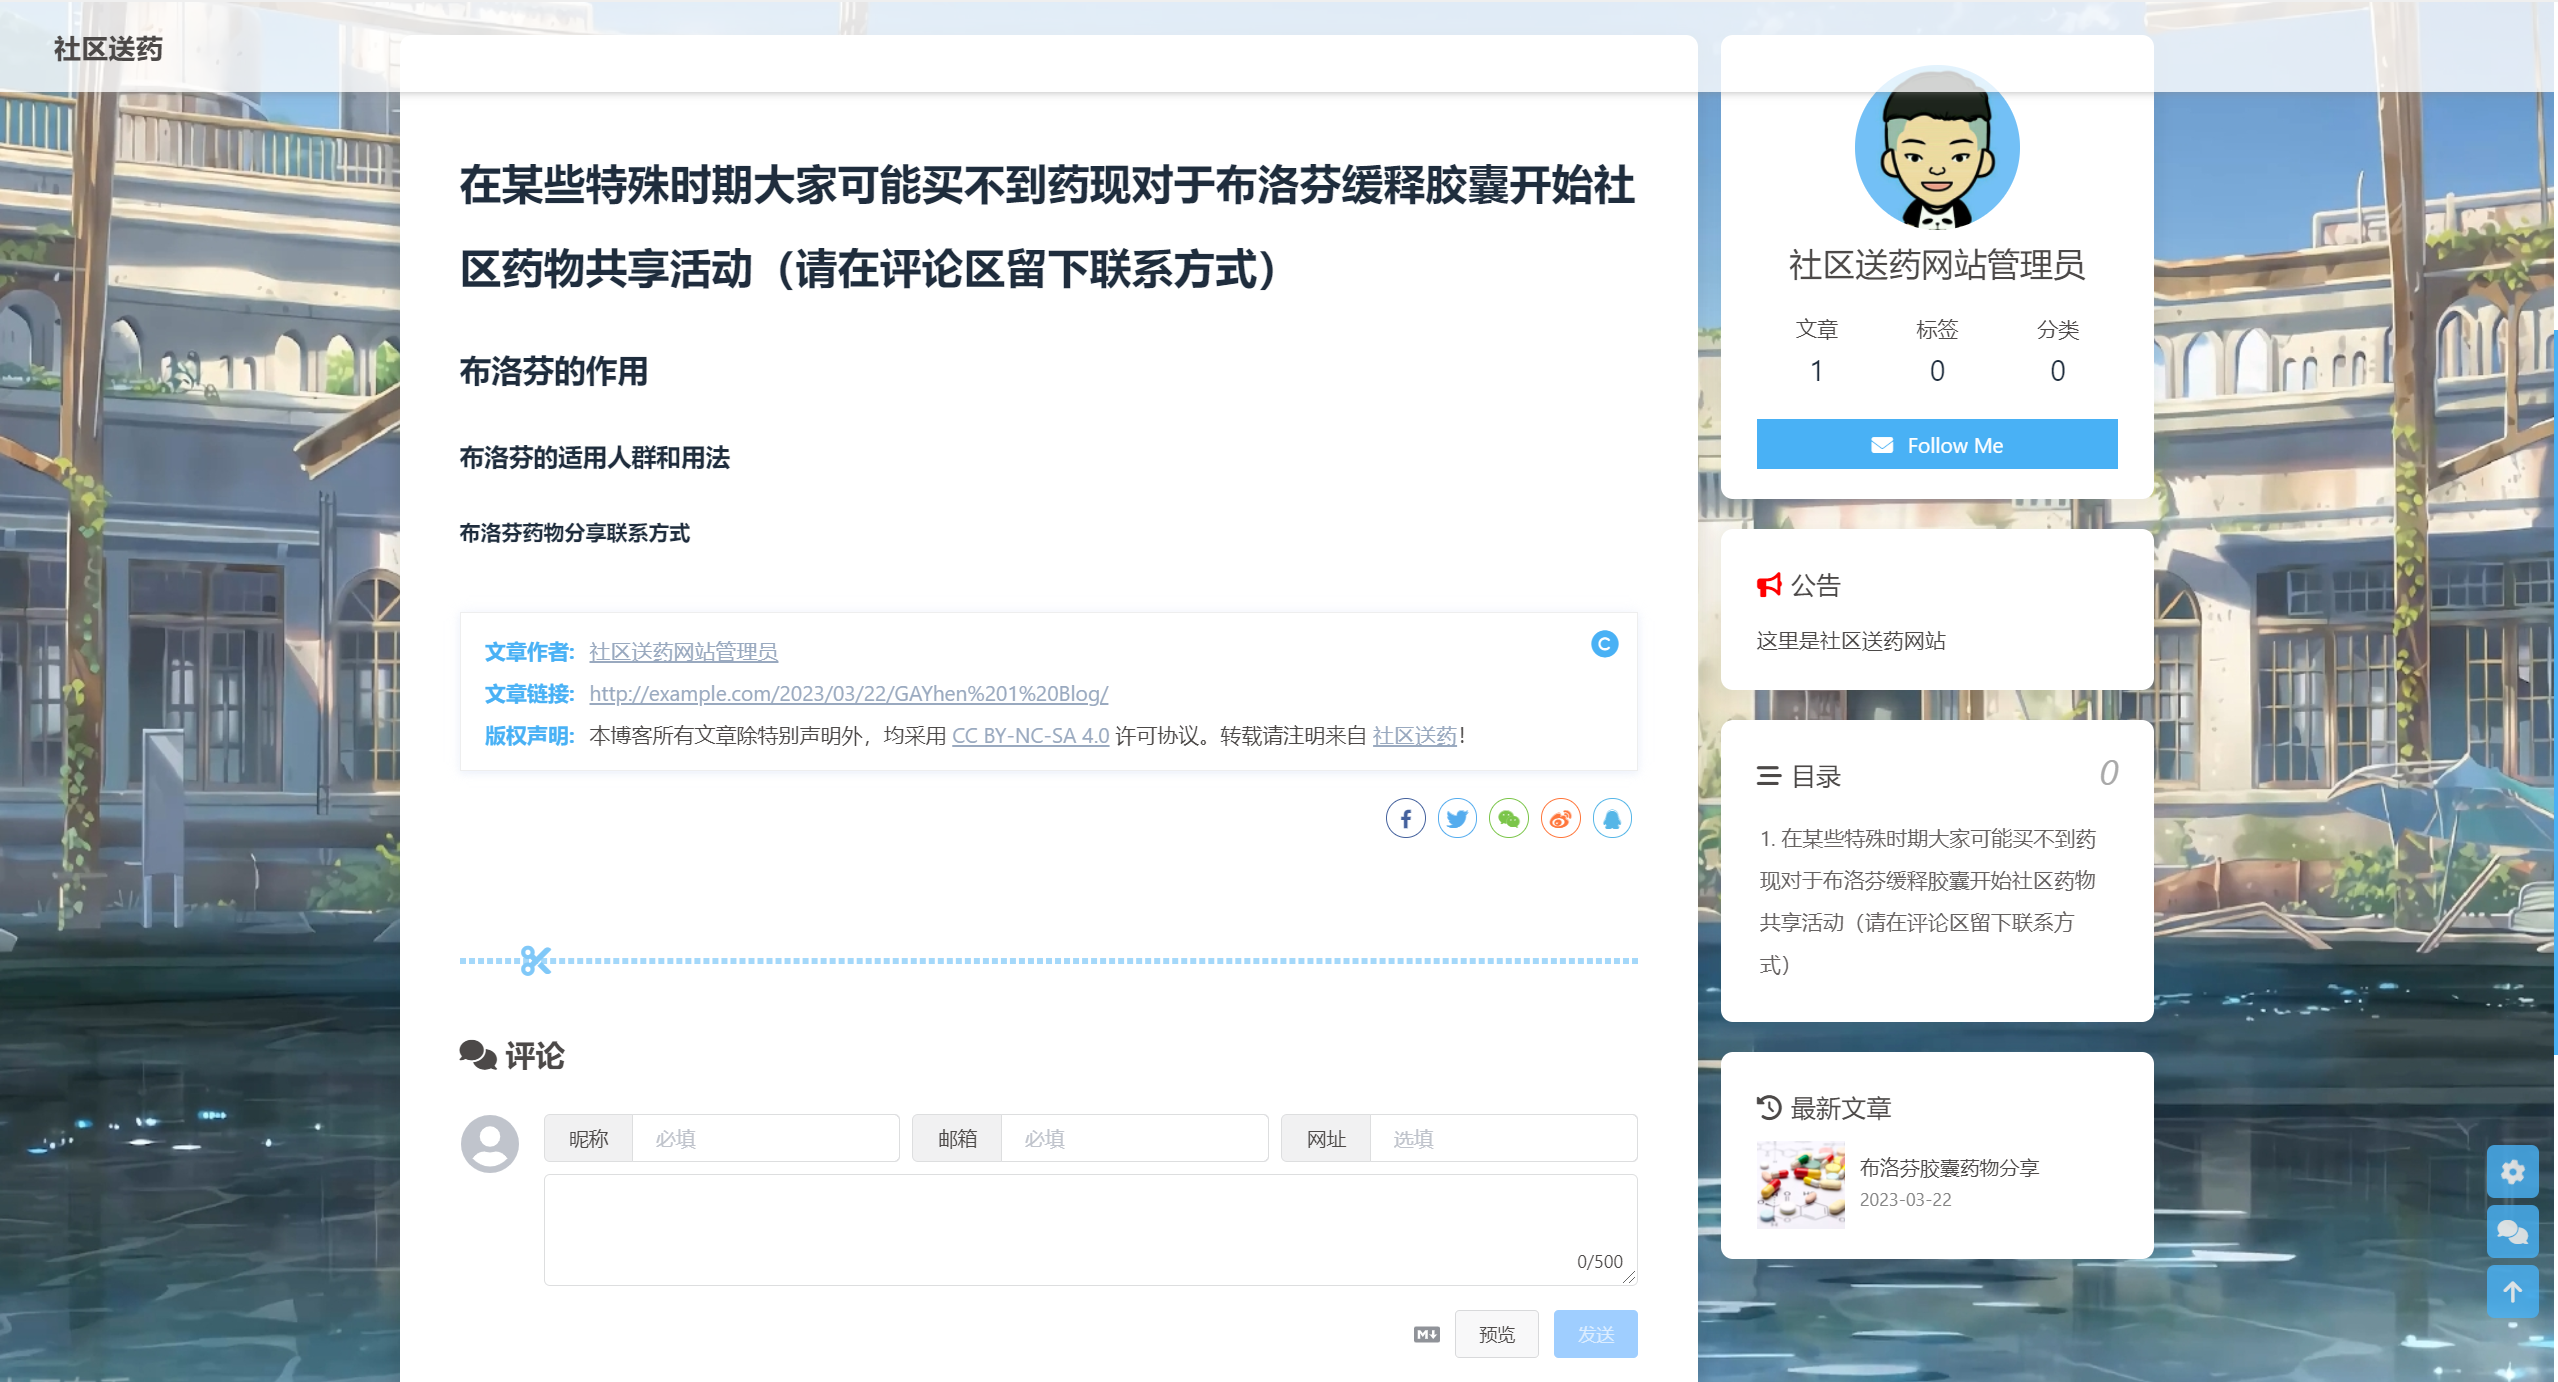 社区送药
在某些特殊时期大家可能买不到药现对于布洛芬缓释胶囊开始社
区药物共享活动（请在评论区留下联系方式）
布洛芬的作用
布洛芬的适用人群和用法
布洛芬药物分享联系方式
文章作者: 社区送药网站管理员
文章链接: http://example.com/2023/03/22/GAYhen%201%20Blog/
版权声明: 本博客所有文章除特别声明外，均采用 CC BY-NC-SA 4.0 许可协议。转载请注明来自 社区送药！
评论
昵称 必填 邮箱 必填 网址 选填
0/500
M 预览 发送
社区送药网站管理员
文章 标签 分类
1 0 0
Follow Me
公告
这里是社区送药网站
目录 0
1. 在某些特殊时期大家可能买不到药
现对于布洛芬缓释胶囊开始社区药物
共享活动（请在评论区留下联系方
式）
最新文章
布洛芬胶囊药物分享
2023-03-22